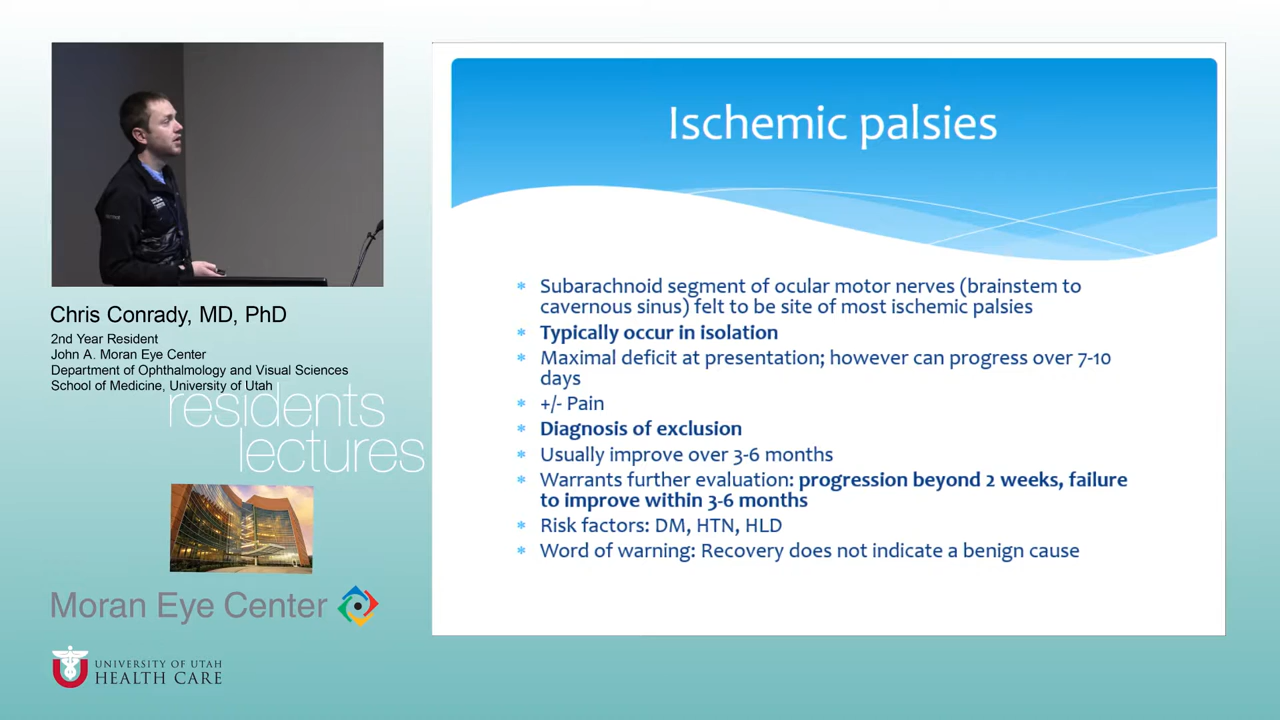 Ischemic palsies
* Subarachnoid segment of ocular motor nerves (brainstem to
cavernous sinus) felt to be site of most ischemic palsies
* Typically occur in isolation
* Maximal deficit at presentation; however can progress over 7-10
days
* +/- Pain
* Diagnosis of exclusion
* Usually improve over 3-6 months
* Warrants further evaluation: progression beyond 2 weeks, failure
to improve within 3-6 months
* Risk factors: DM, HTN, HLD
* Word of warning: Recovery does not indicate a benign cause
Chris Conrady, MD, PhD
2nd Year Resident
John A. Moran Eye Center
Department of Ophthalmology and Visual Sciences
School of Medicine, University of Utah
residents
lectures
Moran Eye Center
UNIVERSITY OF UTAH
HEALTH CARE